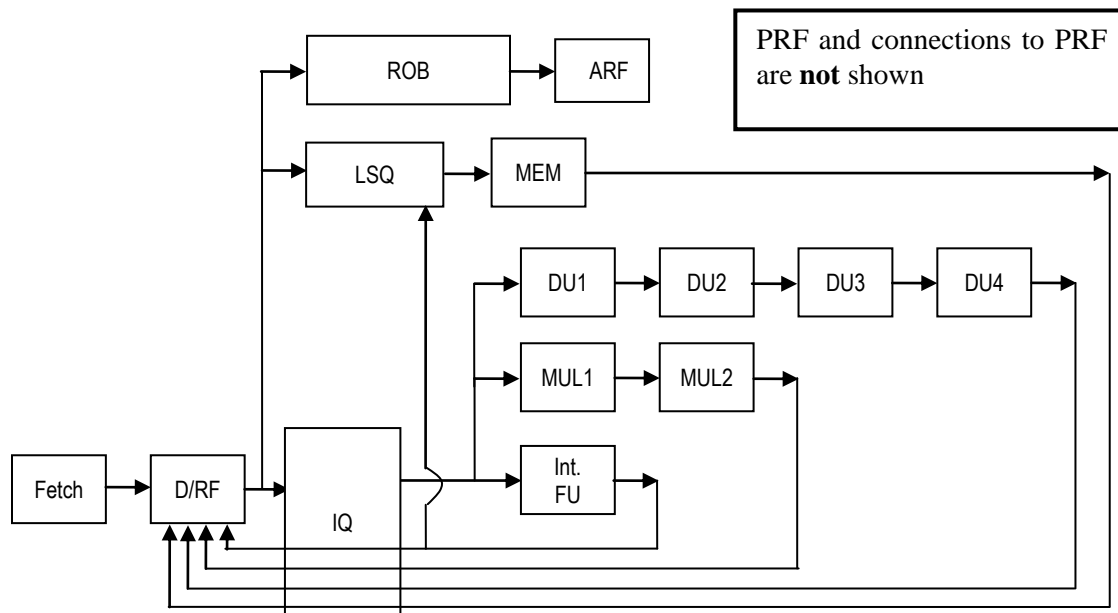 PRF and connections to PRF
are not shown
ROB
ARF
LSQ
MEM
DU1
DU2
DU3
DU4
MUL1
MUL2
Fetch
D/RF
IQ
Int.
FU